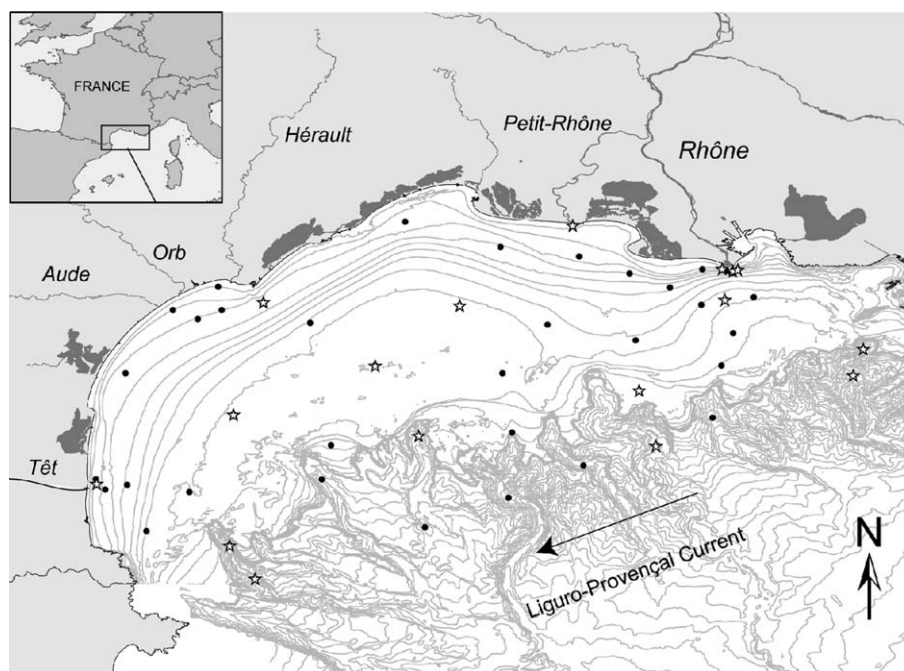 FRANCE
Hérault
Petit-Rhône
Rhône
Orb
Aude
Têt
Liguro-Provençal Current
N